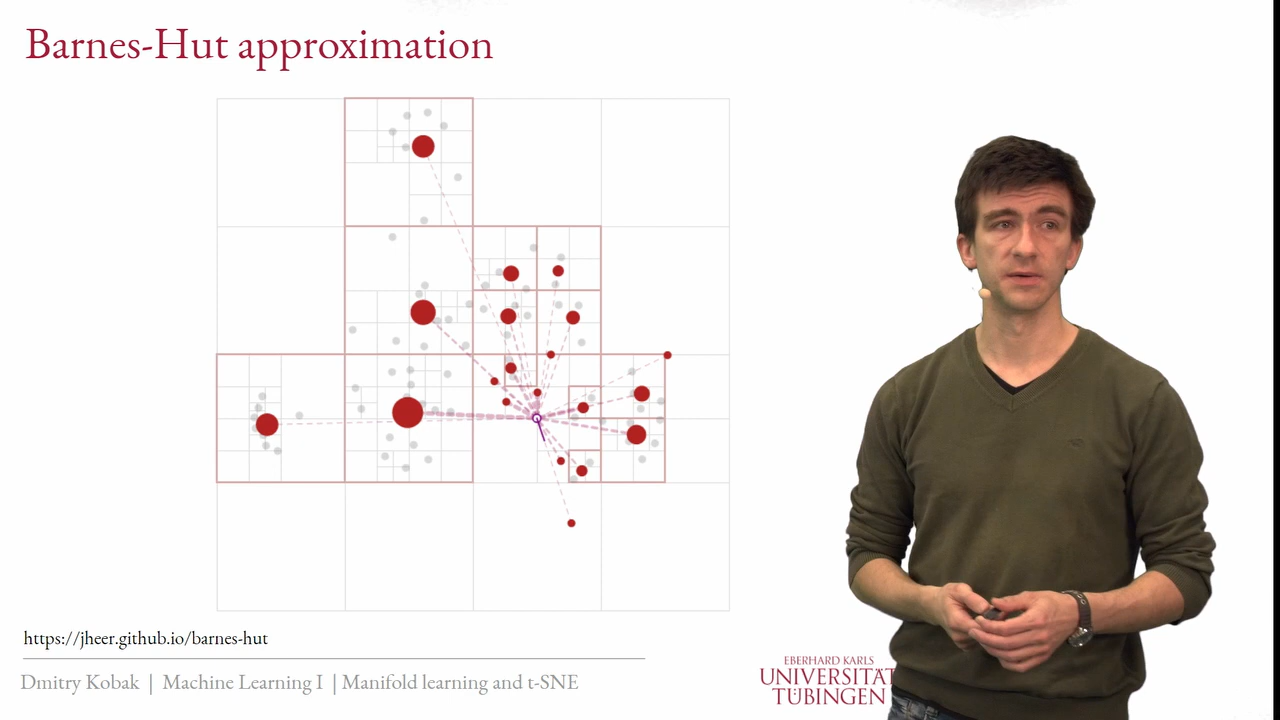 Barnes-Hut approximation
https://jheer.github.io/barnes-hut
Dmitry Kobak | Machine Learning I | Manifold learning and t-SNE
EBERHARD KARLS
UNIVERSITÄT
TÜBINGEN